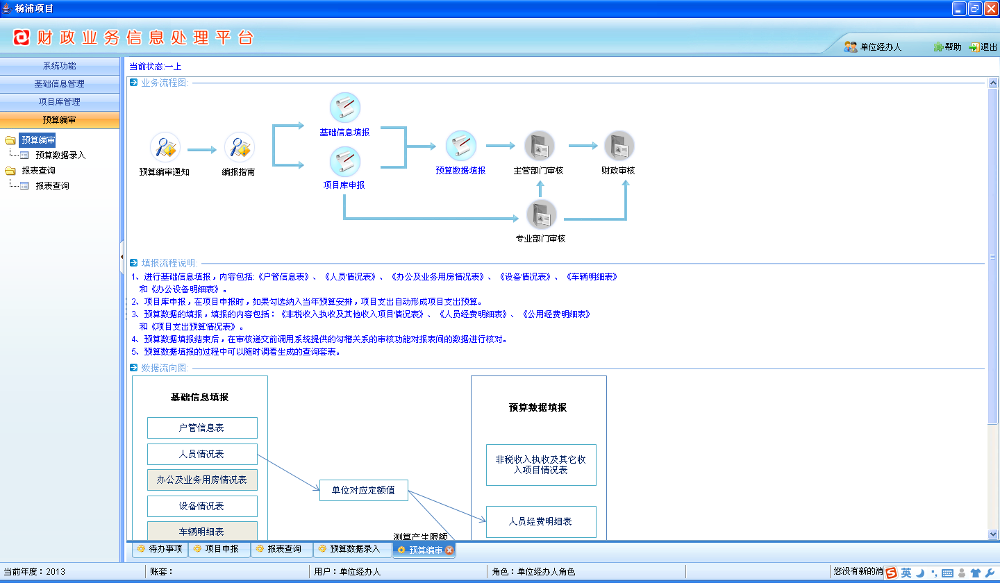 杨浦项目
财政业务信息处理平台
单位经办人
帮助
退出
系统功能
基础信息管理
项目库管理
预算编审
预算编审
预算数据录入
报表查询
报表查询
当前状态:一上
业务流程图:
预算编审通知
编报指南
基础信息填报
项目库申报
预算数据填报
主管部门审核
财政审核
专业部门审核
填报流程说明:
1、进行基础信息填报，内容包括:《户管信息表》、《人员情况表》、《办公及业务用房情况表》、《设备情况表》、《车辆明细表》
和《办公设备明细表》。
2、项目库申报，在项目申报时，如果勾选纳入当年预算安排，项目支出自动形成项目支出预算。
3、预算数据的填报，填报的内容包括：《非税收入执收及其他收入项目情况表》、《人员经费明细表》、《公用经费明细表》
和《项目支出预算情况表》。
4、预算数据填报结束后，在审核递交前调用系统提供的勾稽关系的审核功能对报表间的数据进行核对。
5、预算数据填报的过程中可以随时调看生成的查询套表。
数据流向图:
基础信息填报
户管信息表
人员情况表
办公及业务用房情况表
设备情况表
车辆明细表
单位对应定额值
测算产生限额
预算数据填报
非税收入执收及其它收
入项目情况表
人员经费明细表
待办事项
项目申报
报表查询
预算数据录入
预算编审
当前年度：2013
账套：
用户：单位经办人
角色：单位经办人角色
您没有新的消
英